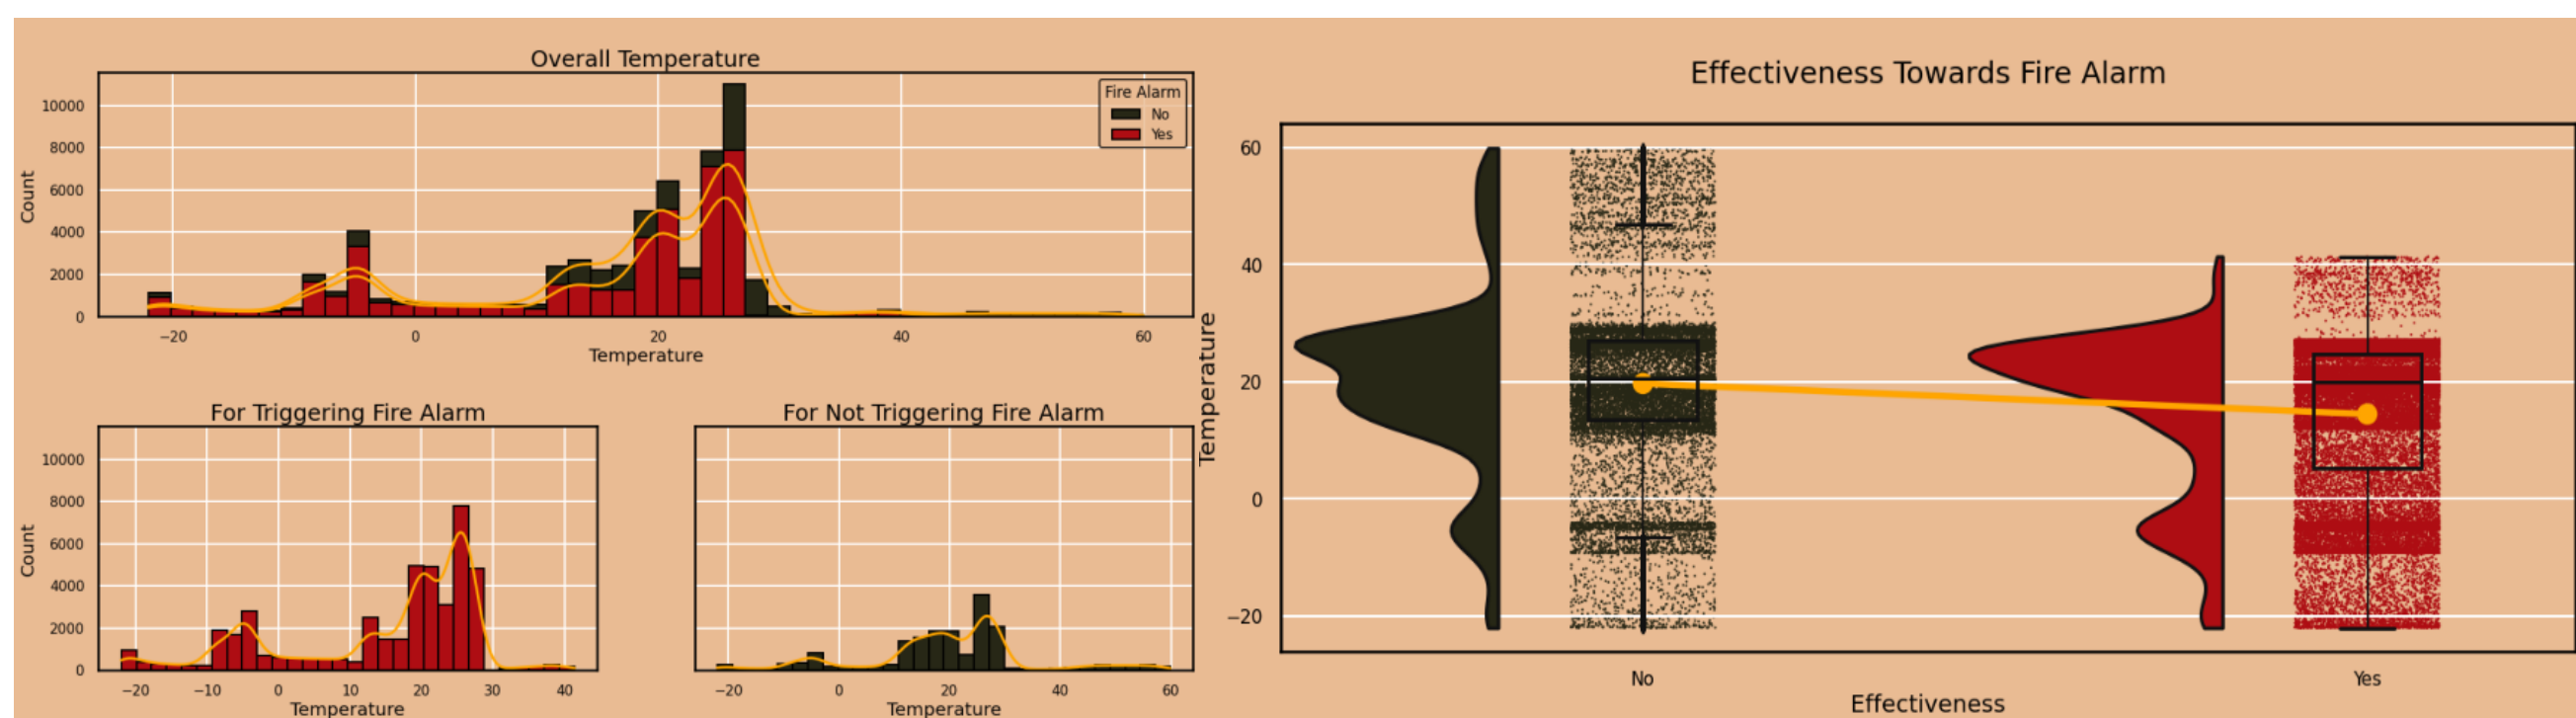 Overall Temperature
Fire Alarm
No
Yes
Count
10000
8000
6000
4000
2000
0
−20 0 20 40 60
Temperature
For Triggering Fire Alarm
Count
10000
8000
6000
4000
2000
0
−20 −10 0 10 20 30 40
Temperature
For Not Triggering Fire Alarm
−20 0 20 40 60
Temperature
Effectiveness Towards Fire Alarm
Temperature
60
40
20
0
−20
No Yes
Effectiveness